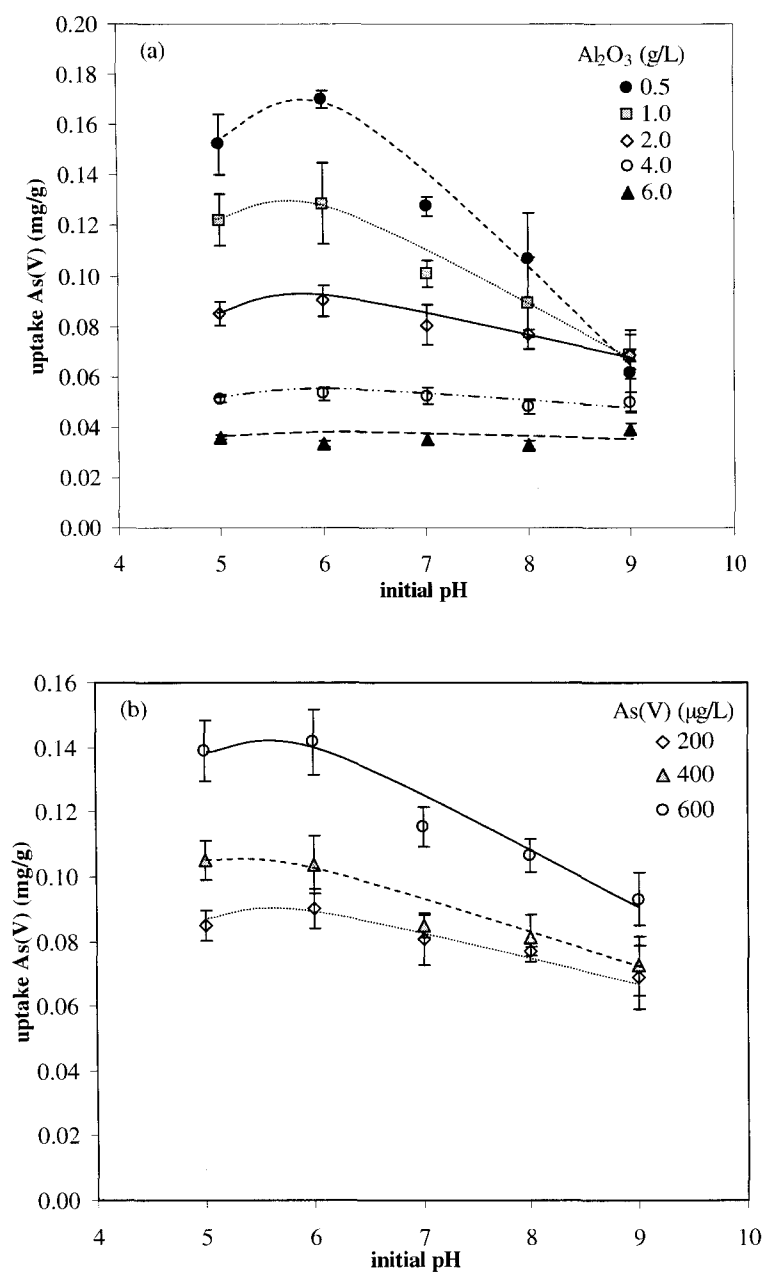 (a)
Al₂O₃ (g/L)
0.5
1.0
2.0
4.0
6.0
0.20
0.18
0.16
0.14
0.12
0.10
0.08
0.06
0.04
0.02
0.00
uptake As(V) (mg/g)
4 5 6 7 8 9 10
initial pH
(b)
As(V) (µg/L)
200
400
600
0.16
0.14
0.12
0.10
0.08
0.06
0.04
0.02
0.00
uptake As(V) (mg/g)
4 5 6 7 8 9 10
initial pH